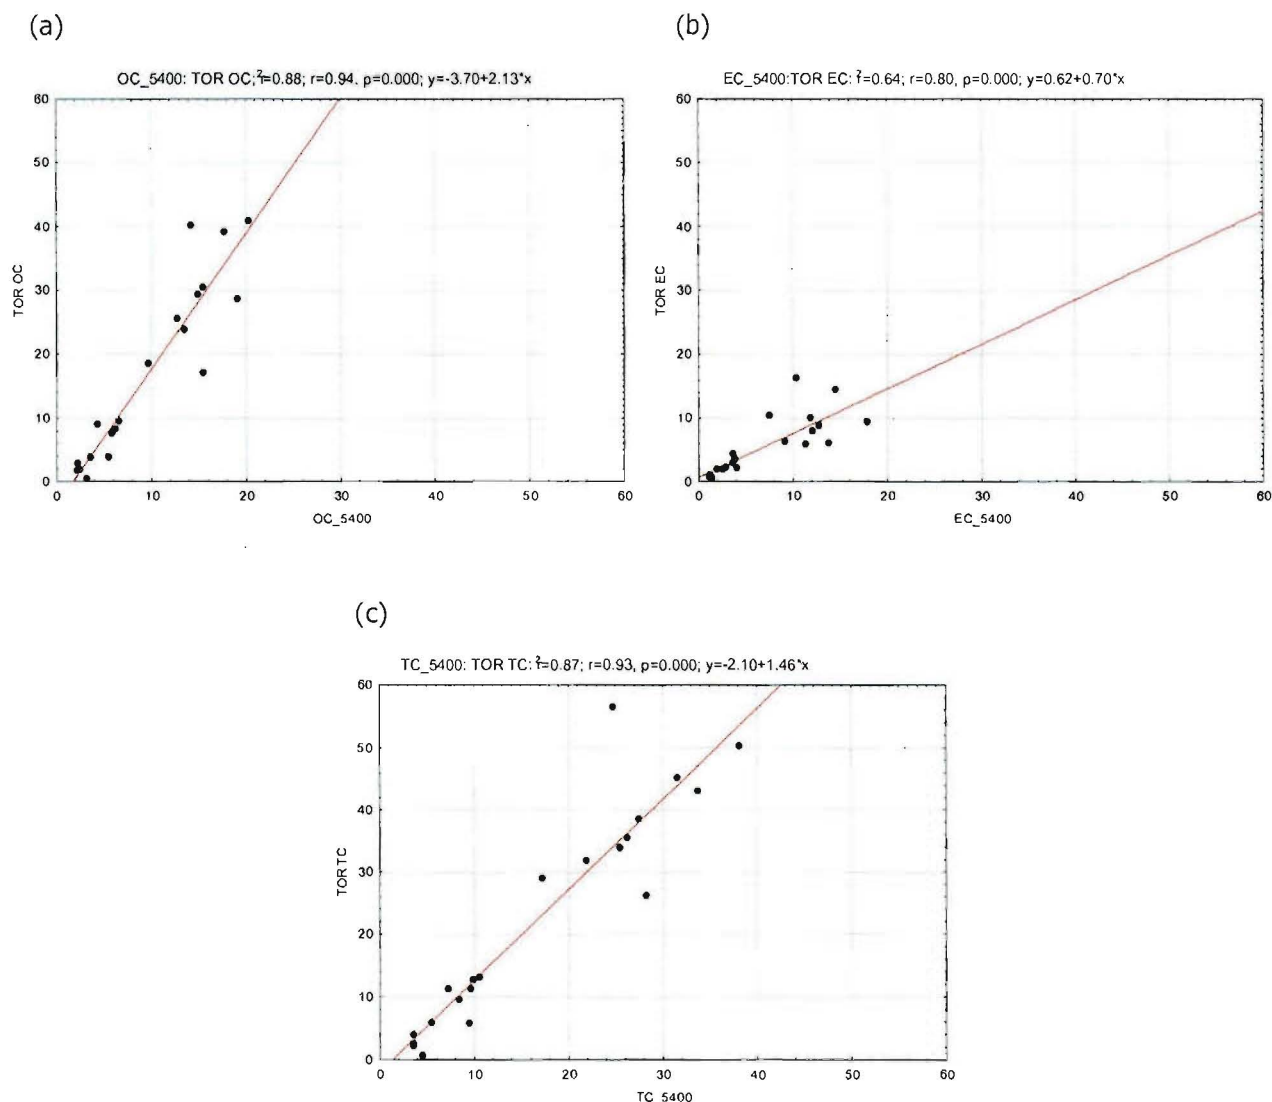 (a)
OC_5400: TOR OC; r²=0.88; r=0.94, p=0.000; y=-3.70+2.13*x
60
50
40
30
20
10
0
TOR OC
0 10 20 30 40 50 60
OC_5400
(b)
EC_5400:TOR EC: r²=0.64; r=0.80, p=0.000; y=0.62+0.70*x
60
50
40
30
20
10
0
TOR EC
0 10 20 30 40 50 60
EC_5400
(c)
TC_5400: TOR TC: r²=0.87; r=0.93, p=0.000; y=-2.10+1.46*x
60
50
40
30
20
10
0
TOR TC
0 10 20 30 40 50 60
TC_5400